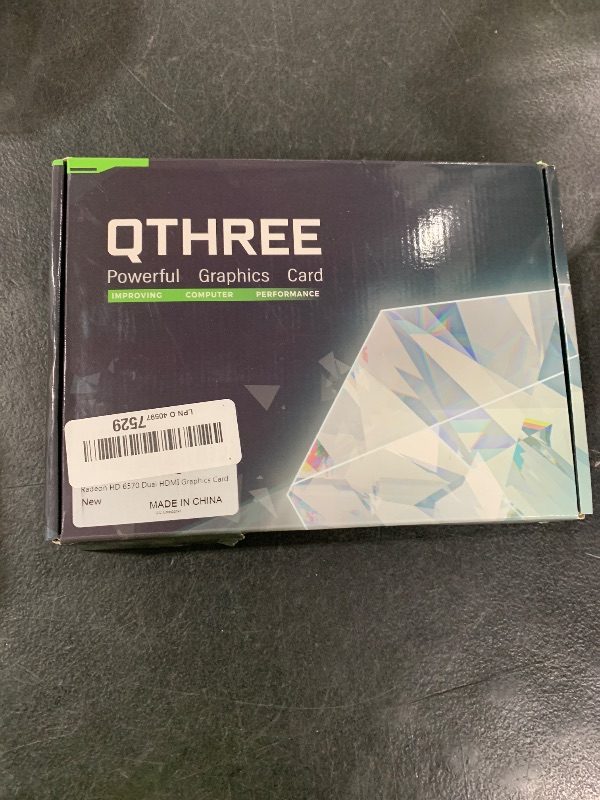 QTHREE
Powerful Graphics Card
IMPROVING COMPUTER PERFORMANCE
LPN O 40597
7529
Radeon HD 6570 Dual HDMI Graphics Card
New
MADE IN CHINA